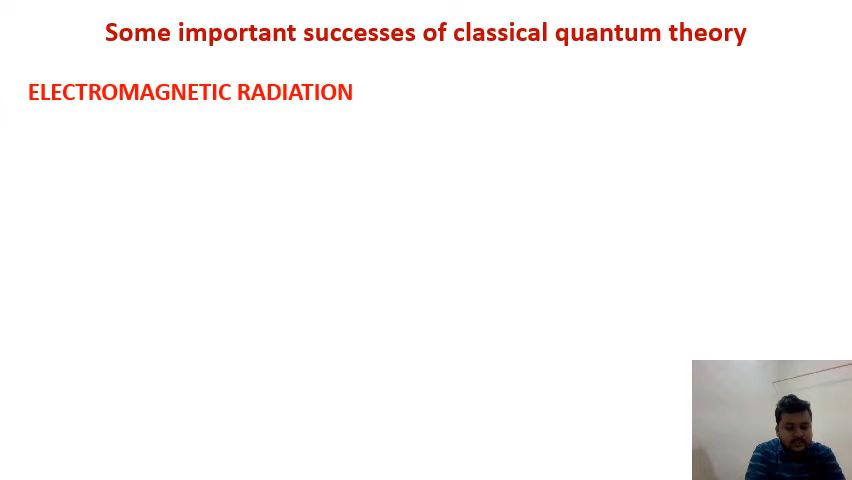 Some important successes of classical quantum theory
ELECTROMAGNETIC RADIATION